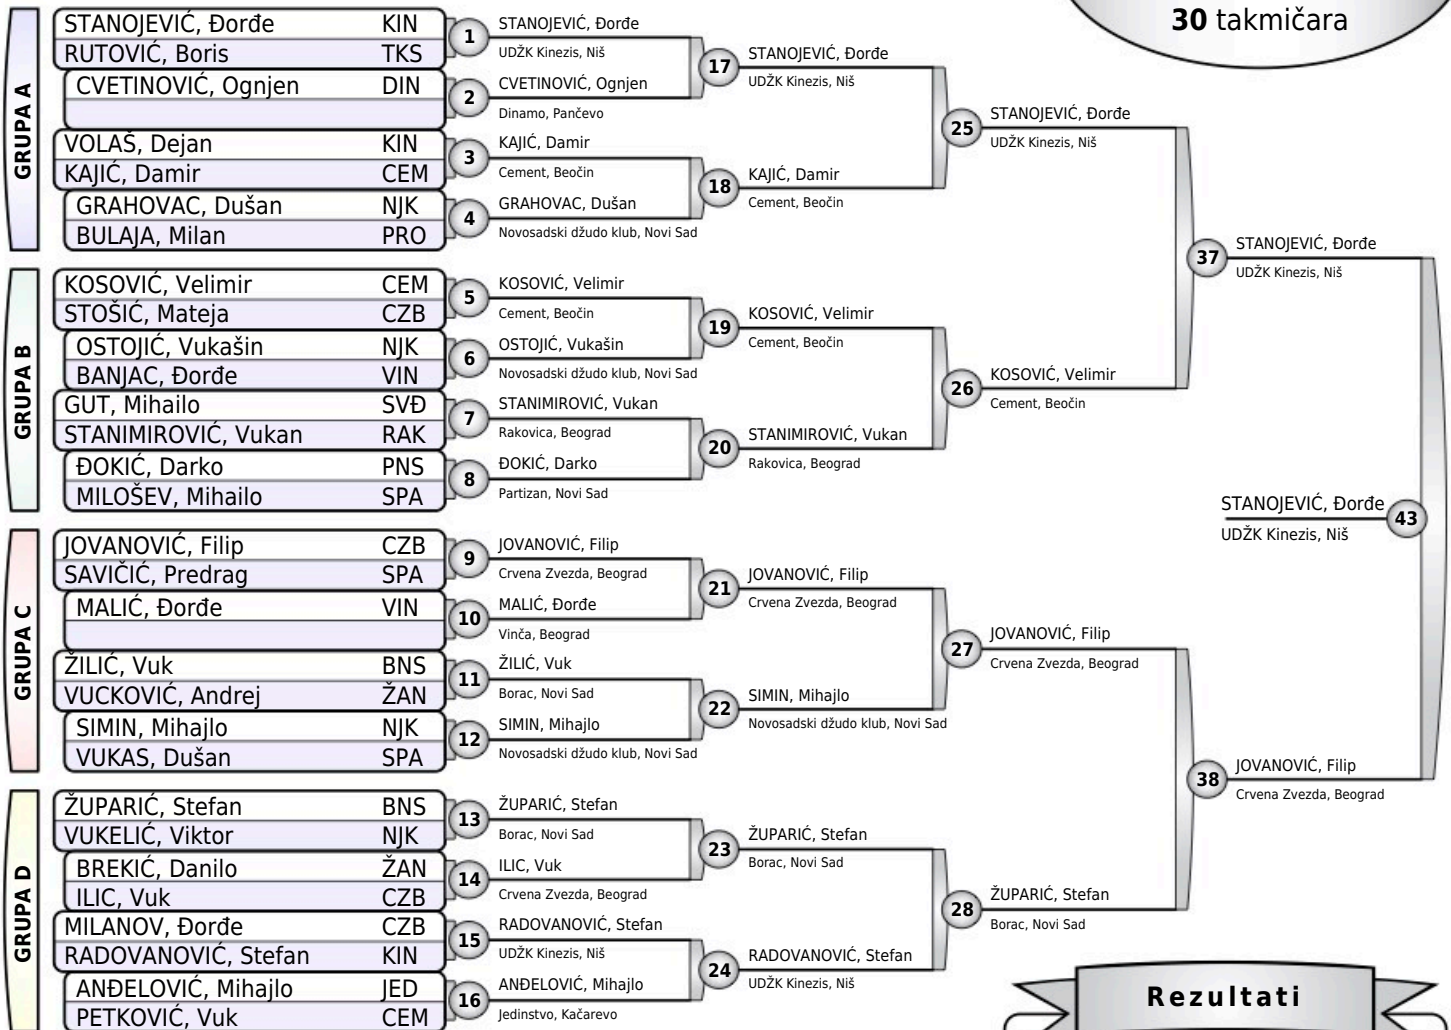 30 takmičara
GRUPA A
STANOJEVIĆ, Đorđe KIN
RUTOVIĆ, Boris TKS
CVETINOVIĆ, Ognjen DIN
VOLAŠ, Dejan KIN
KAJIĆ, Damir CEM
GRAHOVAC, Dušan NJK
BULAJA, Milan PRO
GRUPA B
KOSOVIĆ, Velimir CEM
STOŠIĆ, Mateja CZB
OSTOJIĆ, Vukašin NJK
BANJAC, Đorđe VIN
GUT, Mihailo SVĐ
STANIMIROVIĆ, Vukan RAK
ĐOKIĆ, Darko PNS
MILOŠEV, Mihailo SPA
GRUPA C
JOVANOVIĆ, Filip CZB
SAVIČIĆ, Predrag SPA
MALIĆ, Đorđe VIN
ŽILIĆ, Vuk BNS
VUCKOVIĆ, Andrej ŽAN
SIMIN, Mihajlo NJK
VUKAS, Dušan SPA
GRUPA D
ŽUPARIĆ, Stefan BNS
VUKELIĆ, Viktor NJK
BREKIĆ, Danilo ŽAN
ILIC, Vuk CZB
MILANOV, Đorđe CZB
RADOVANOVIĆ, Stefan KIN
ANĐELOVIĆ, Mihajlo JED
PETKOVIĆ, Vuk CEM
1
STANOJEVIĆ, Đorđe
UDŽK Kinezis, Niš
2
CVETINOVIĆ, Ognjen
Dinamo, Pančevo
3
KAJIĆ, Damir
Cement, Beočin
4
GRAHOVAC, Dušan
Novosadski džudo klub, Novi Sad
5
KOSOVIĆ, Velimir
Cement, Beočin
6
OSTOJIĆ, Vukašin
Novosadski džudo klub, Novi Sad
7
STANIMIROVIĆ, Vukan
Rakovica, Beograd
8
ĐOKIĆ, Darko
Partizan, Novi Sad
9
JOVANOVIĆ, Filip
Crvena Zvezda, Beograd
10
MALIĆ, Đorđe
Vinča, Beograd
11
ŽILIĆ, Vuk
Borac, Novi Sad
12
SIMIN, Mihajlo
Novosadski džudo klub, Novi Sad
13
ŽUPARIĆ, Stefan
Borac, Novi Sad
14
ILIC, Vuk
Crvena Zvezda, Beograd
15
RADOVANOVIĆ, Stefan
UDŽK Kinezis, Niš
16
ANĐELOVIĆ, Mihajlo
Jedinstvo, Kačarevo
17
STANOJEVIĆ, Đorđe
UDŽK Kinezis, Niš
18
KAJIĆ, Damir
Cement, Beočin
19
KOSOVIĆ, Velimir
Cement, Beočin
20
STANIMIROVIĆ, Vukan
Rakovica, Beograd
21
JOVANOVIĆ, Filip
Crvena Zvezda, Beograd
22
SIMIN, Mihajlo
Novosadski džudo klub, Novi Sad
23
ŽUPARIĆ, Stefan
Borac, Novi Sad
24
RADOVANOVIĆ, Stefan
UDŽK Kinezis, Niš
25
STANOJEVIĆ, Đorđe
UDŽK Kinezis, Niš
26
KOSOVIĆ, Velimir
Cement, Beočin
27
JOVANOVIĆ, Filip
Crvena Zvezda, Beograd
28
ŽUPARIĆ, Stefan
Borac, Novi Sad
37
STANOJEVIĆ, Đorđe
UDŽK Kinezis, Niš
38
JOVANOVIĆ, Filip
Crvena Zvezda, Beograd
STANOJEVIĆ, Đorđe
UDŽK Kinezis, Niš
43
Rezultati